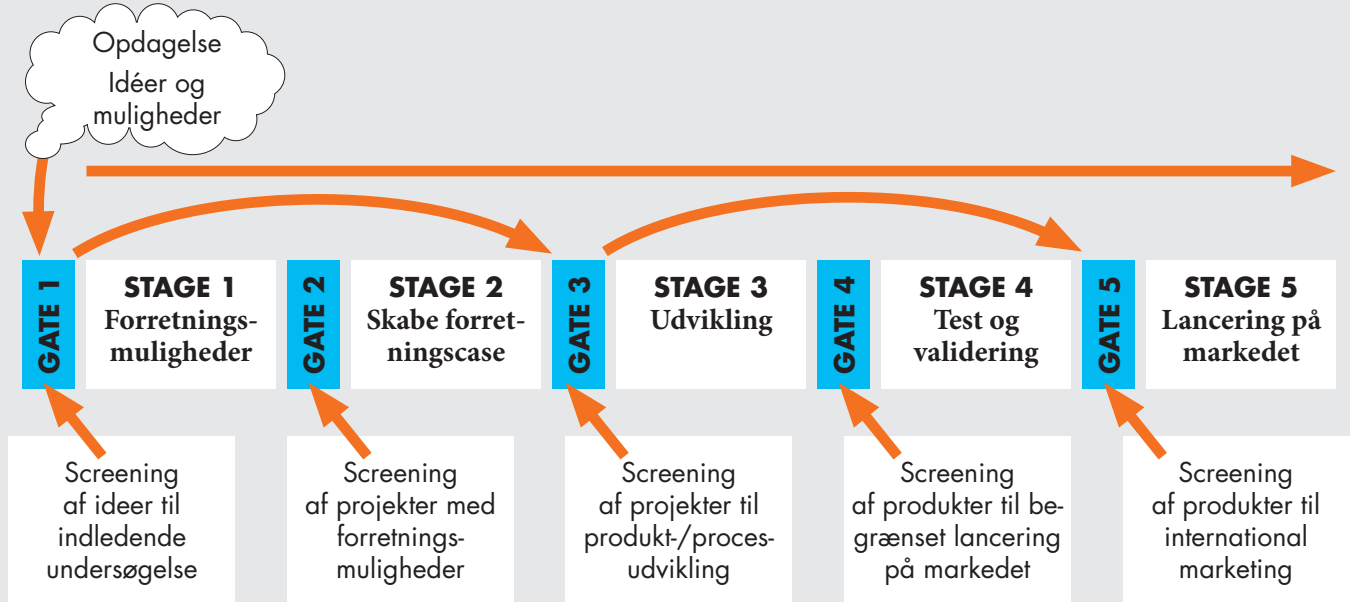 Opdagelse
Idéer og
muligheder
GATE 1
STAGE 1
Forretnings-
muligheder
GATE 2
STAGE 2
Skabe forret-
ningscase
GATE 3
STAGE 3
Udvikling
GATE 4
STAGE 4
Test og
validering
GATE 5
STAGE 5
Lancering på
markedet
Screening
af ideer til
indledende
undersøgelse
Screening
af projekter med
forretnings-
muligheder
Screening
af projekter til
produkt-/proces-
udvikling
Screening
af produkter til be-
grænset lancering
på markedet
Screening
af produkter til
international
marketing